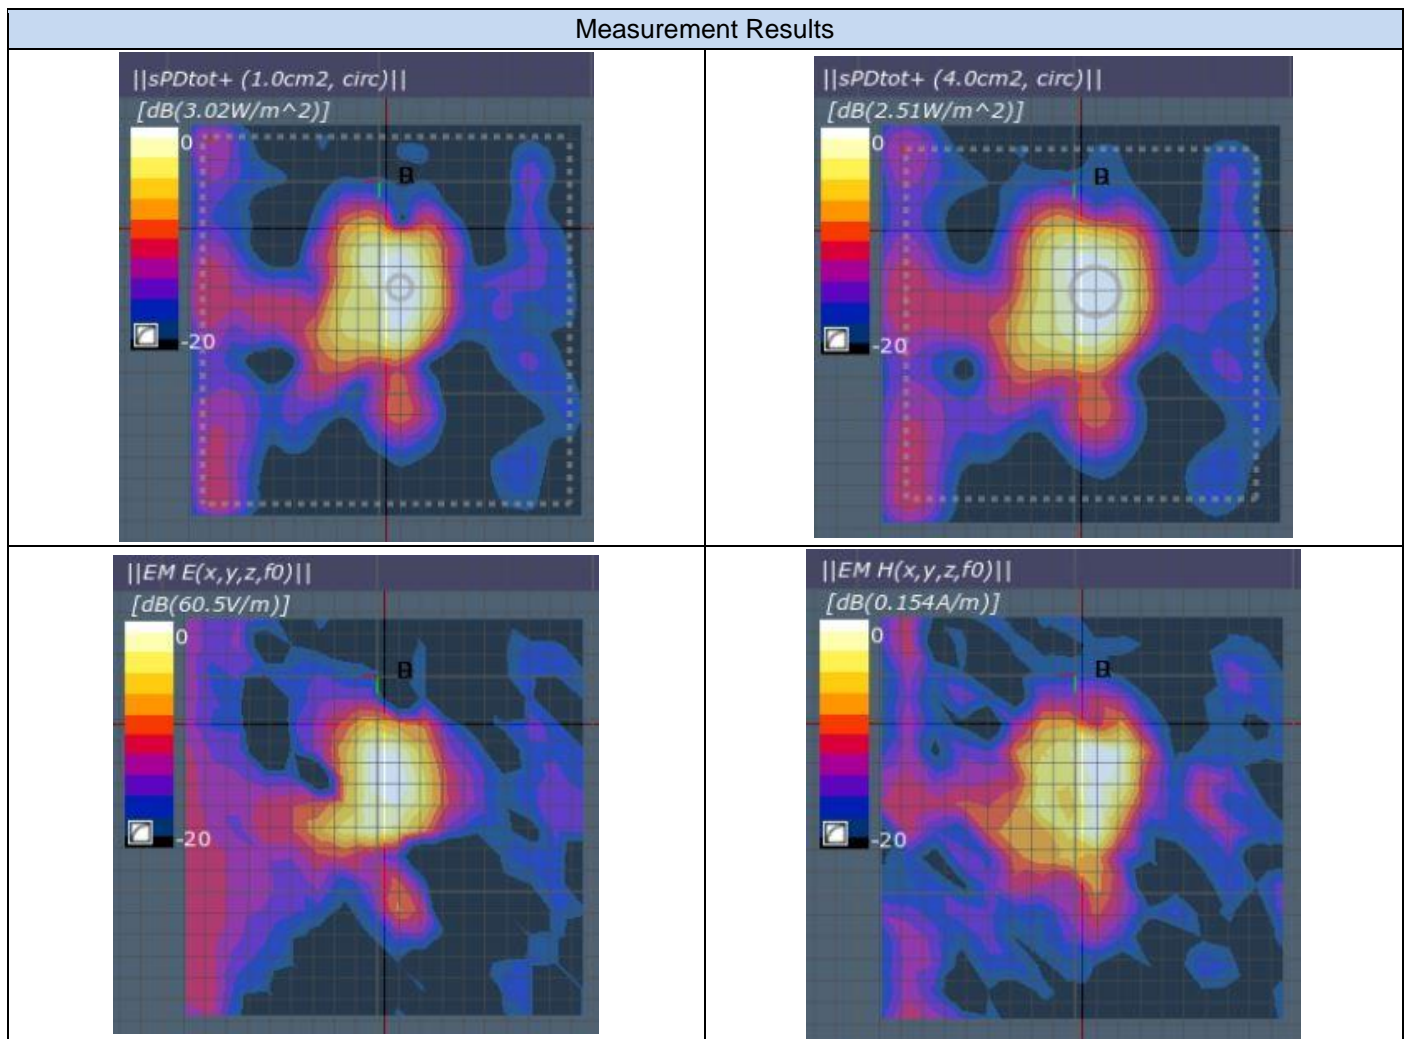 Measurement Results
||sPDtot+ (1.0cm2, circ)||
[dB(3.02W/m^2)]
0
-20
||sPDtot+ (4.0cm2, circ)||
[dB(2.51W/m^2)]
0
-20
||EM E(x,y,z,f0)||
[dB(60.5V/m)]
0
-20
||EM H(x,y,z,f0)||
[dB(0.154A/m)]
0
-20